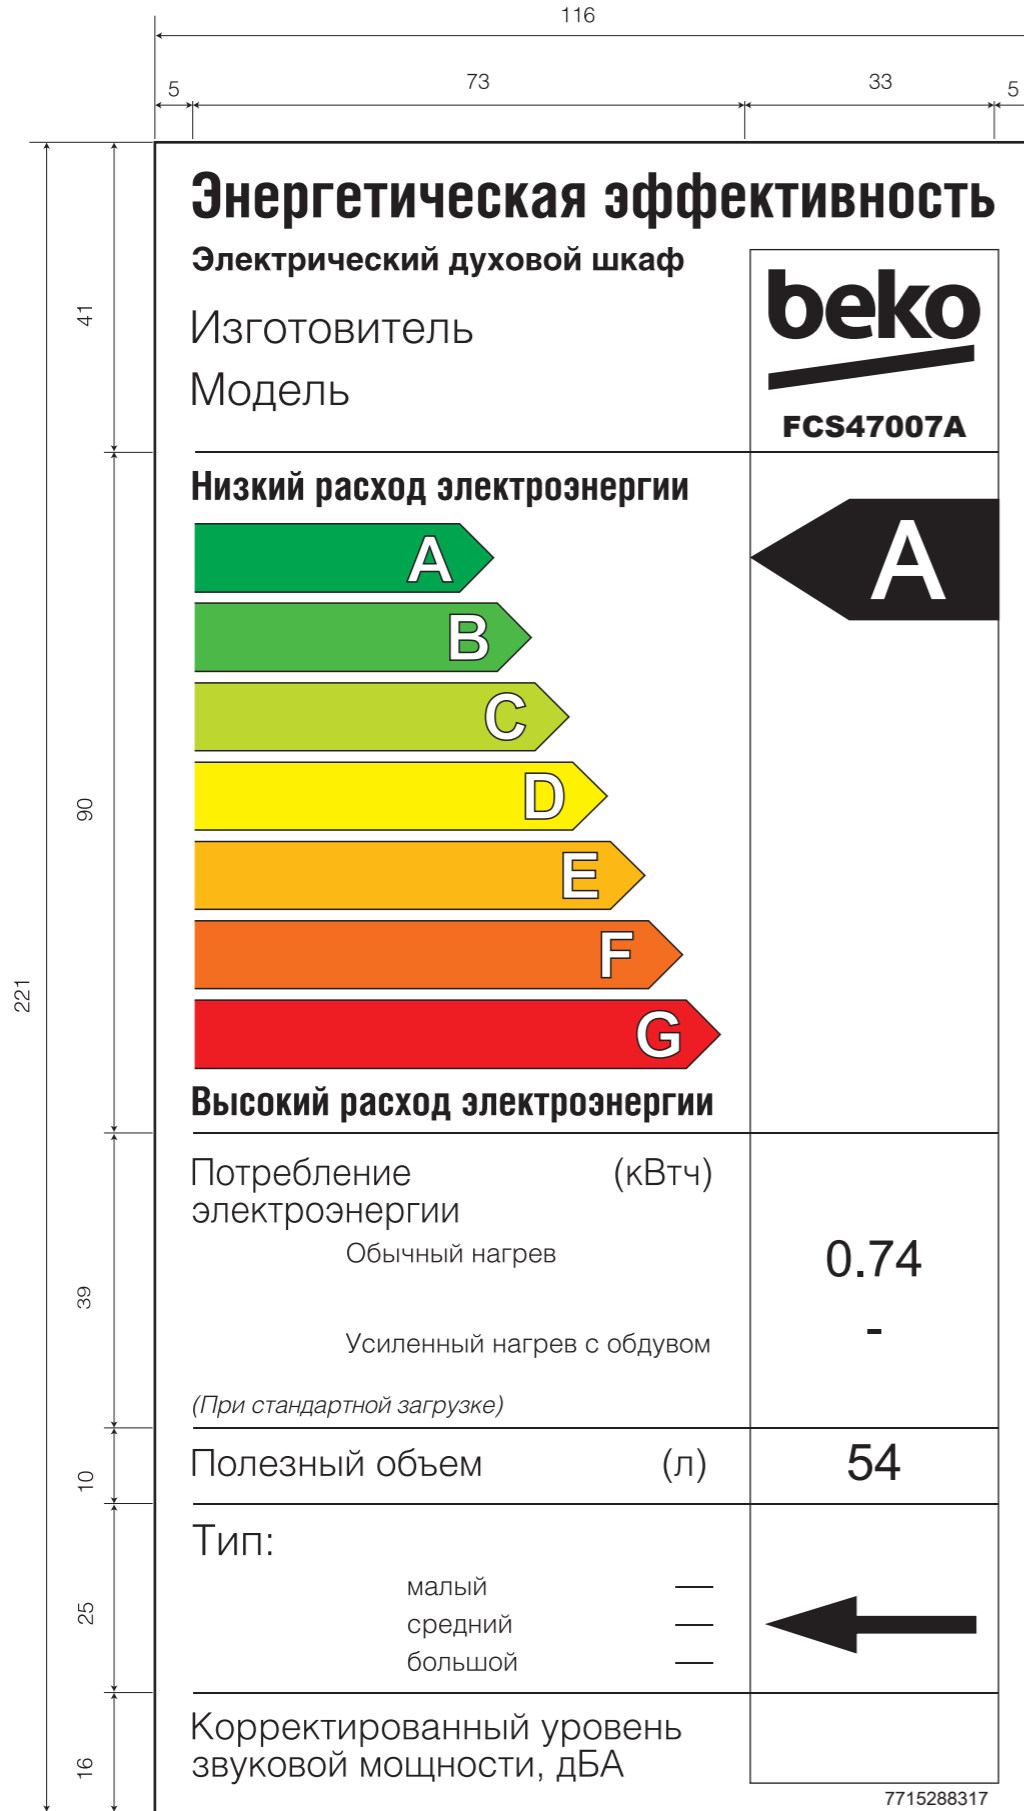 116
5 73 33 5
Энергетическая эффективность
Электрический духовой шкаф
beko
41
Изготовитель
Модель
FCS47007A
Низкий расход электроэнергии
A A
B
C
D
90
E
F
221
G
Высокий расход электроэнергии
Потребление (кВтч)
электроэнергии
Обычный нагрев 0.74
39
Усиленный нагрев с обдувом -
(При стандартной загрузке)
10
Полезный объем (л) 54
Тип:
малый —
25
средний —
большой —
16
Корректированный уровень
звуковой мощности, дБА
7715288317